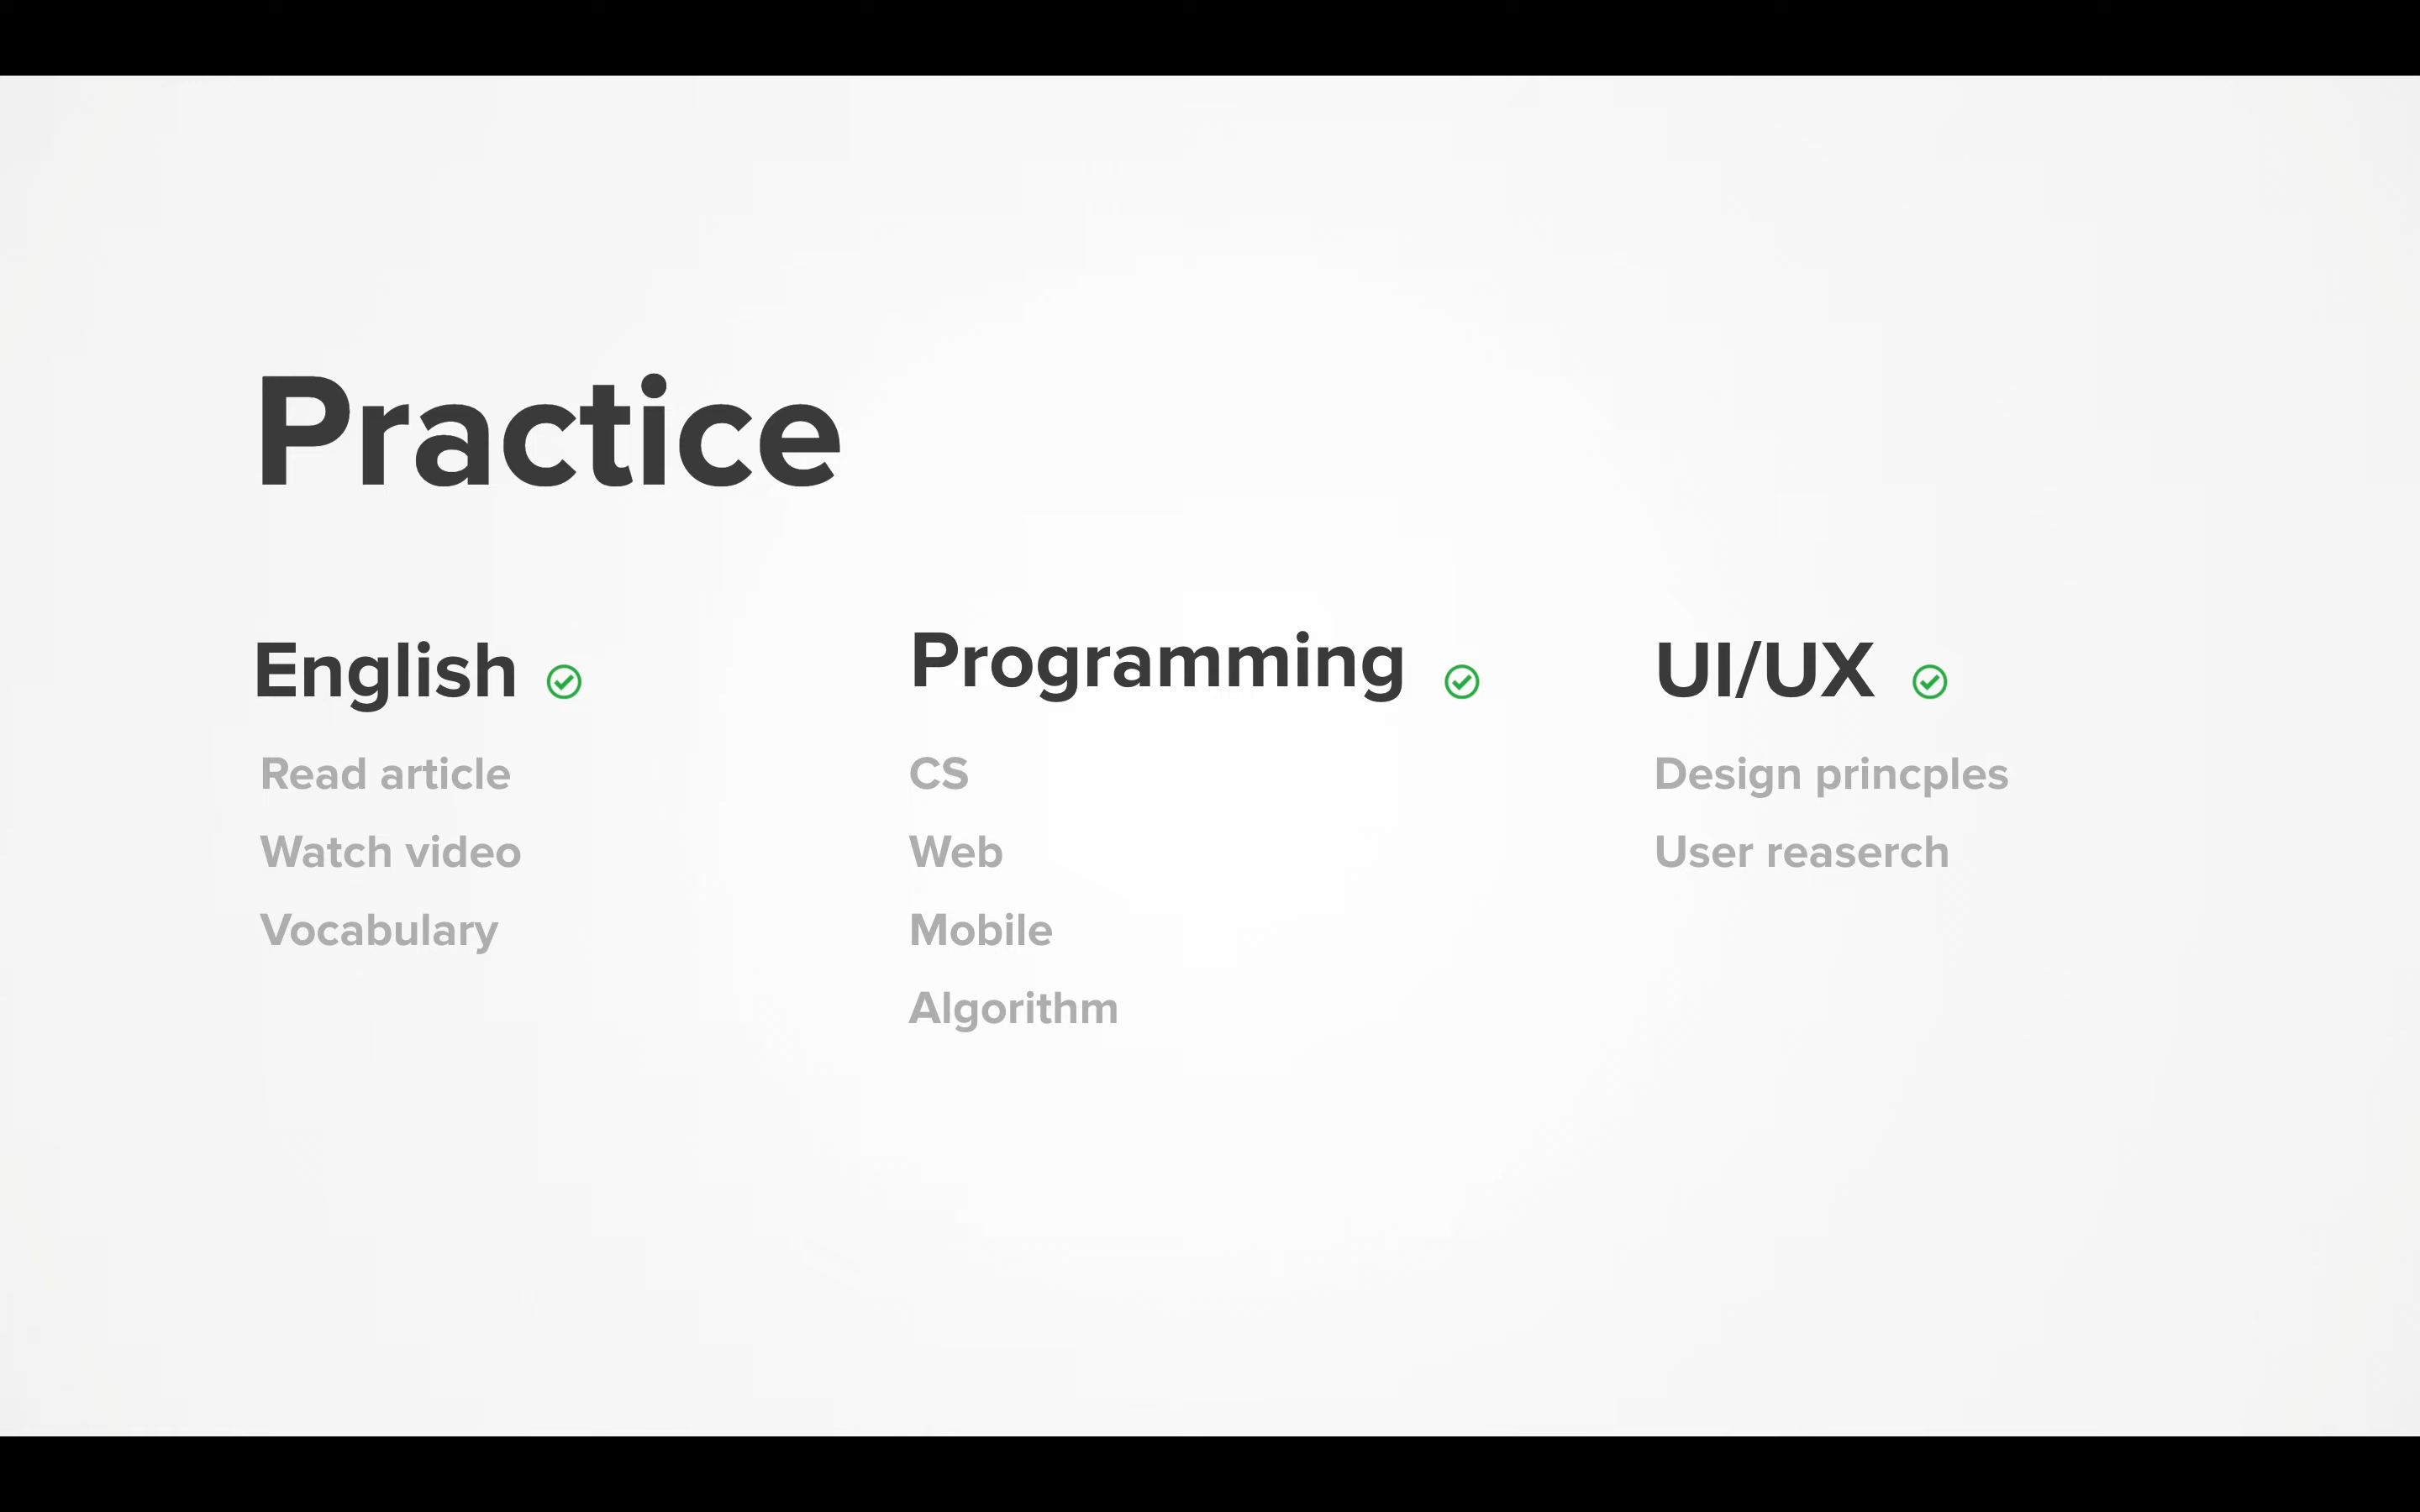 Practice
English
Read article
Watch video
Vocabulary
Programming
CS
Web
Mobile
Algorithm
UI/UX
Design princples
User reaserch